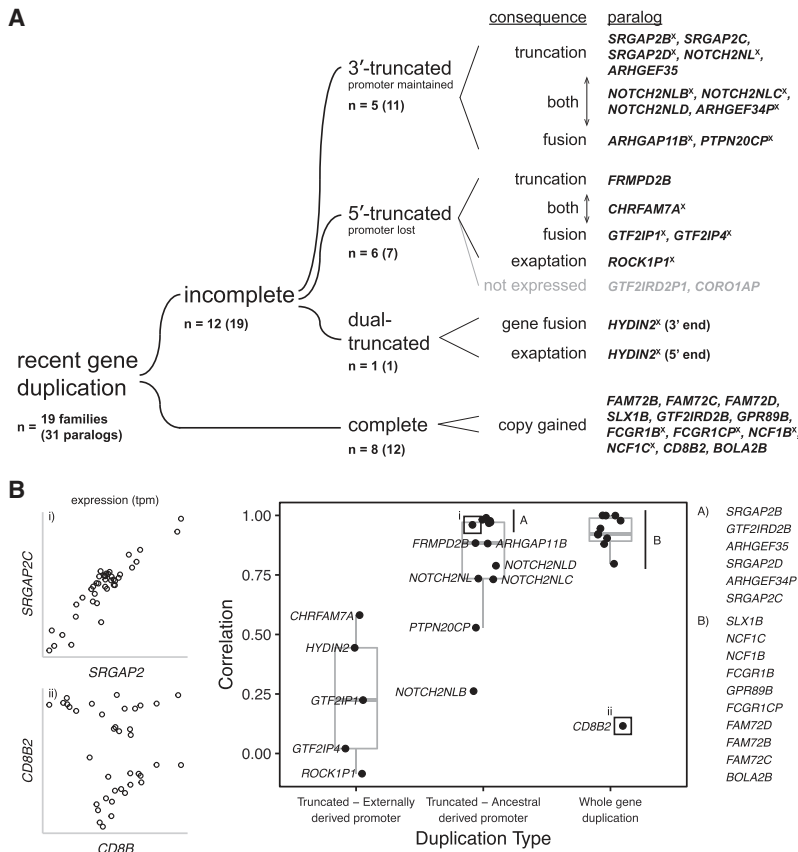 A
consequence
paralog
truncation
SRGAP2Bˣ, SRGAP2C,
SRGAP2Dˣ, NOTCH2NLˣ,
ARHGEF35
3′-truncated
promoter maintained
n = 5 (11)
both
NOTCH2NLBˣ, NOTCH2NLCˣ,
NOTCH2NLD, ARHGEF34Pˣ
fusion
ARHGAP11Bˣ, PTPN20CPˣ
truncation
FRMPD2B
5′-truncated
promoter lost
n = 6 (7)
both
CHRFAM7Aˣ
fusion
GTF2IP1ˣ, GTF2IP4ˣ
exaptation
ROCK1P1ˣ
not expressed
GTF2IRD2P1, CORO1AP
incomplete
n = 12 (19)
dual-
truncated
n = 1 (1)
gene fusion
HYDIN2ˣ (3’ end)
exaptation
HYDIN2ˣ (5’ end)
recent gene
duplication
n = 19 families
(31 paralogs)
complete
n = 8 (12)
copy gained
FAM72B, FAM72C, FAM72D,
SLX1B, GTF2IRD2B, GPR89B,
FCGR1Bˣ, FCGR1CPˣ, NCF1Bˣ,
NCF1Cˣ, CD8B2, BOLA2B
B
expression (tpm)
i)
SRGAP2C
SRGAP2
ii)
CD8B2
CD8B
Correlation
1.00
0.75
0.50
0.25
0.00
CHRFAM7A
HYDIN2
GTF2IP1
GTF2IP4
ROCK1P1
i
A
FRMPD2B
ARHGAP11B
NOTCH2NLD
NOTCH2NL
NOTCH2NLC
PTPN20CP
NOTCH2NLB
B
ii
CD8B2
Truncated − Externally
derived promoter
Truncated − Ancestral
derived promoter
Whole gene
duplication
Duplication Type
A)
SRGAP2B
GTF2IRD2B
ARHGEF35
SRGAP2D
ARHGEF34P
SRGAP2C
B)
SLX1B
NCF1C
NCF1B
FCGR1B
GPR89B
FCGR1CP
FAM72D
FAM72B
FAM72C
BOLA2B